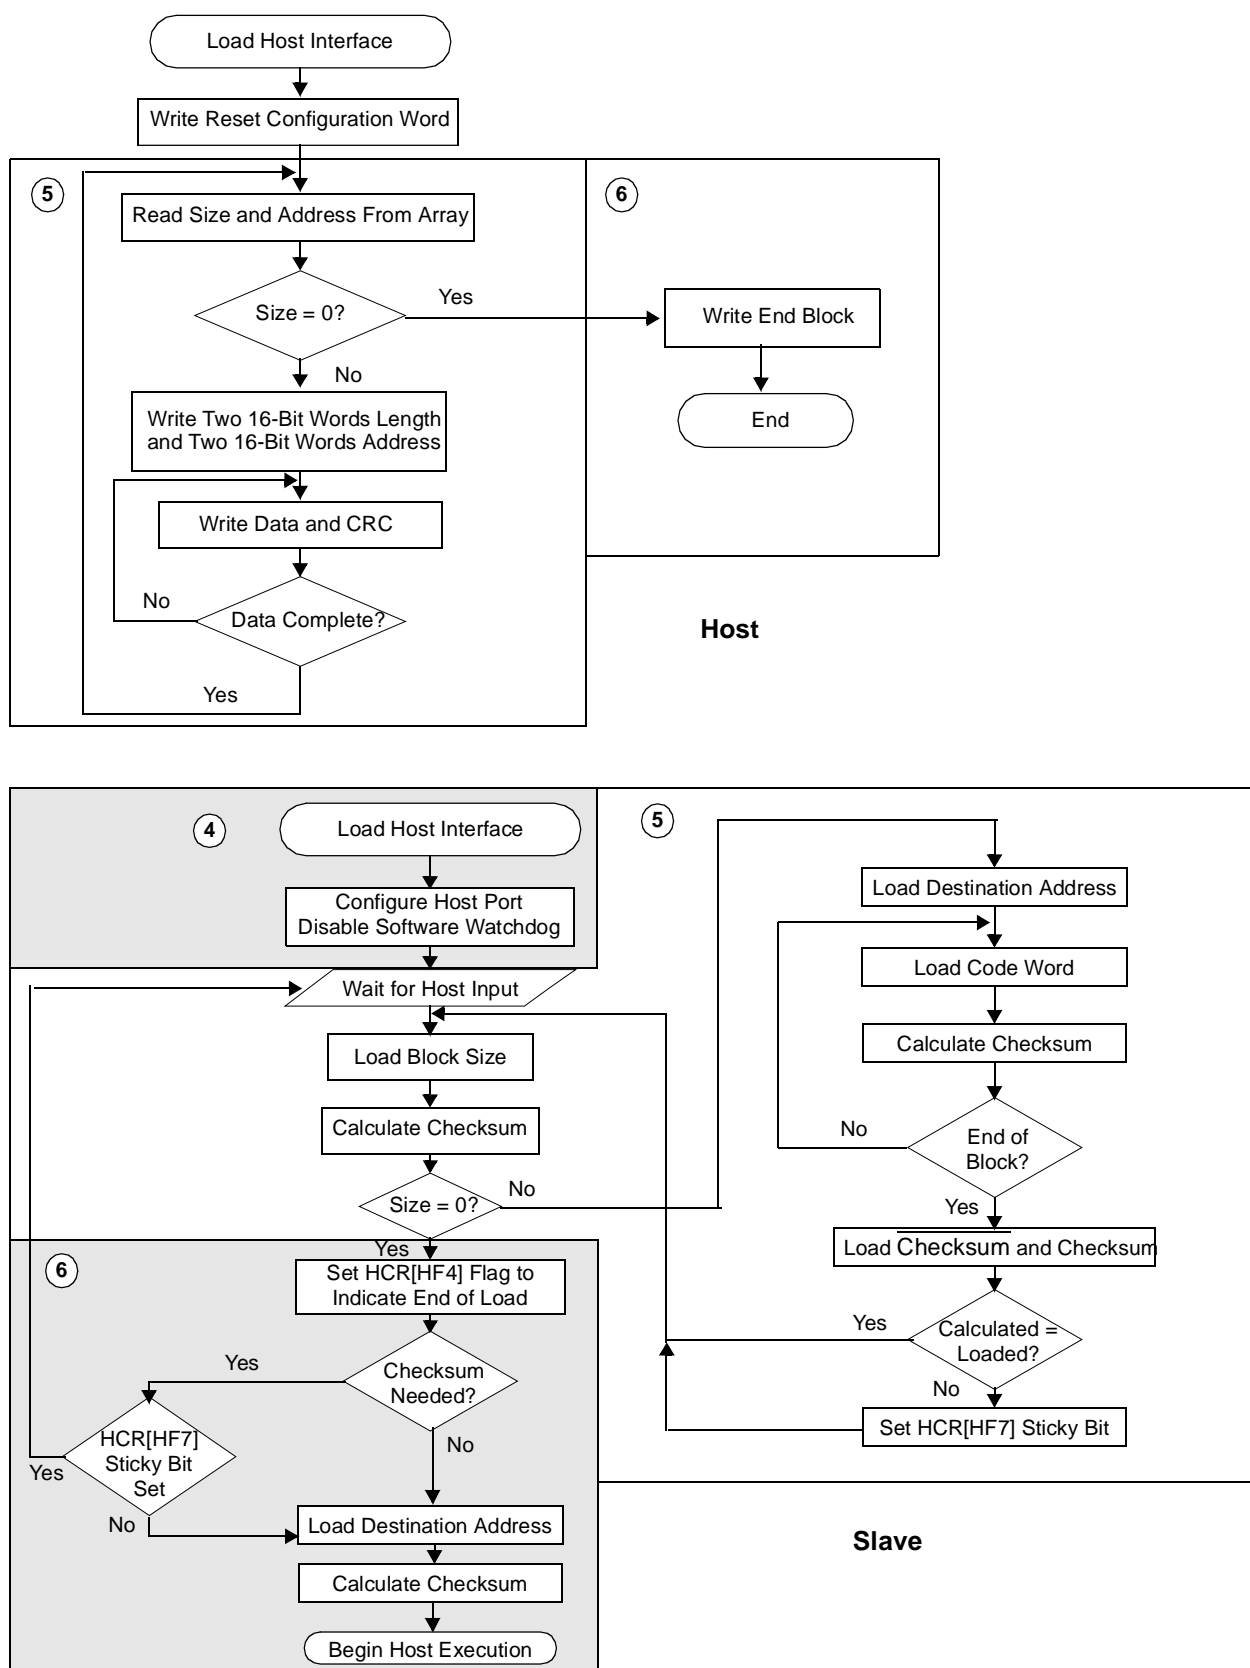 Load Host Interface
Write Reset Configuration Word
5
Read Size and Address From Array
Size = 0?
Yes
No
Write Two 16-Bit Words Length
and Two 16-Bit Words Address
Write Data and CRC
No
Data Complete?
Yes
6
Write End Block
End
Host
4
Load Host Interface
Configure Host Port
Disable Software Watchdog
Wait for Host Input
Load Block Size
Calculate Checksum
Size = 0?
No
Yes
5
Load Destination Address
Load Code Word
Calculate Checksum
No
End of
Block?
Yes
Load Checksum and Checksum
Yes
Calculated =
Loaded?
No
Set HCR[HF7] Sticky Bit
6
Set HCR[HF4] Flag to
Indicate End of Load
Yes
Checksum
Needed?
No
HCR[HF7]
Sticky Bit
Set
Yes
No
Load Destination Address
Calculate Checksum
Begin Host Execution
Slave